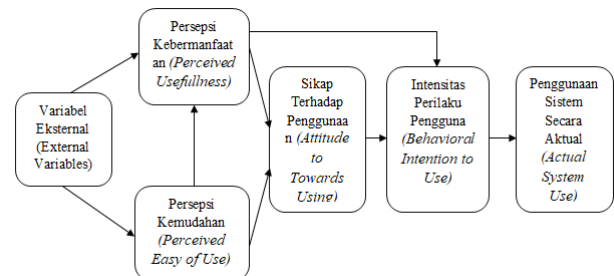 Persepsi
Kebermanfaat
an (Perceived
Usefullness)
Variabel
Eksternal
(External
Variables)
Persepsi
Kemudahan
(Perceived
Easy of Use)
Sikap
Terhadap
Penggunaa
n (Attitude
to
Towards
Using)
Intensitas
Perilaku
Pengguna
(Behavioral
Intention to
Use)
Penggunaan
Sistem
Secara
Aktual
(Actual
System
Use)